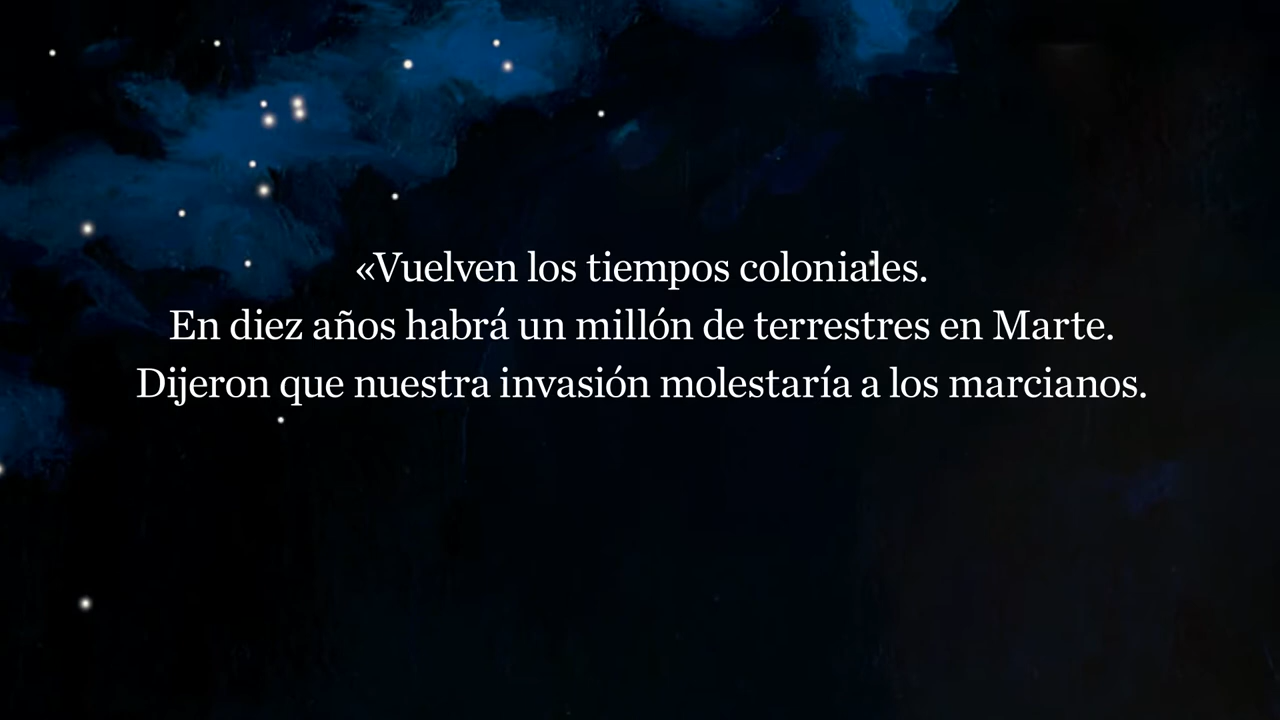 «Vuelven los tiempos coloniales.
En diez años habrá un millón de terrestres en Marte.
Dijeron que nuestra invasión molestaría a los marcianos.